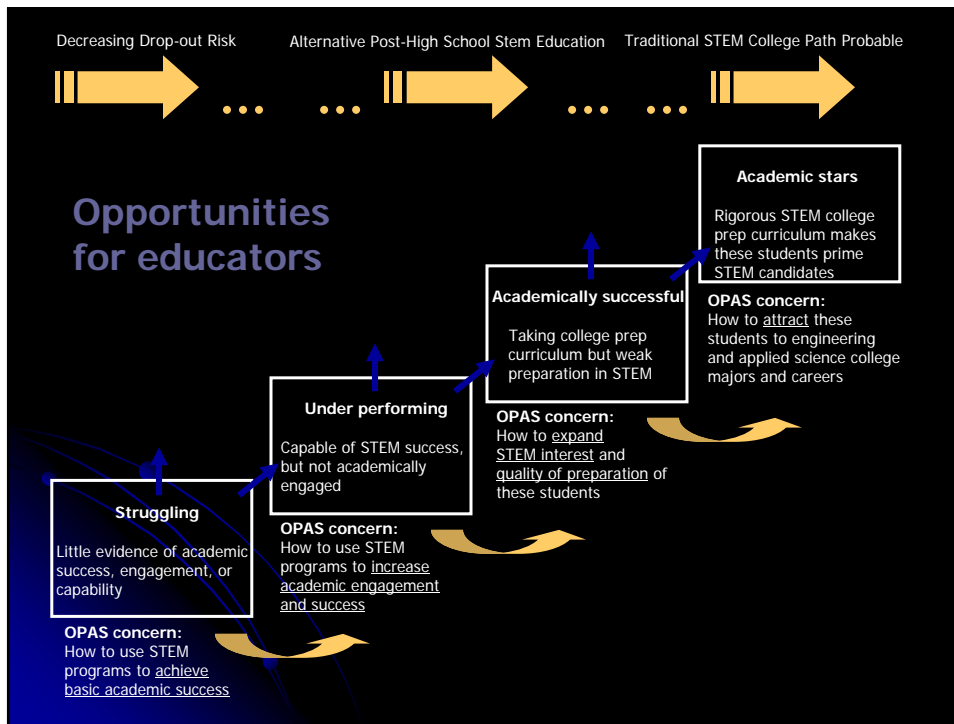 Decreasing Drop-out Risk
Alternative Post-High School Stem Education
Traditional STEM College Path Probable
Opportunities
for educators
Academic stars
Rigorous STEM college
prep curriculum makes
these students prime
STEM candidates
OPAS concern:
How to attract these
students to engineering
and applied science college
majors and careers
Academically successful
Taking college prep
curriculum but weak
preparation in STEM
OPAS concern:
How to expand
STEM interest and
quality of preparation of
these students
Under performing
Capable of STEM success,
but not academically
engaged
OPAS concern:
How to use STEM
programs to increase
academic engagement
and success
Struggling
Little evidence of academic
success, engagement, or
capability
OPAS concern:
How to use STEM
programs to achieve
basic academic success